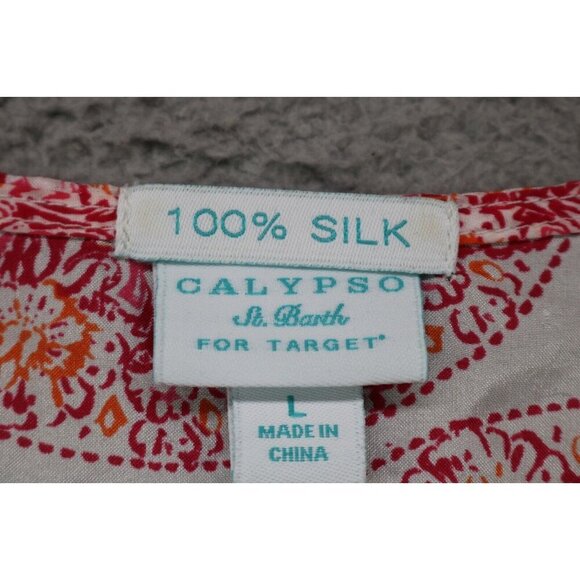 100% SILK
CALYPSO
St. Barth
FOR TARGET®
L
MADE IN
CHINA